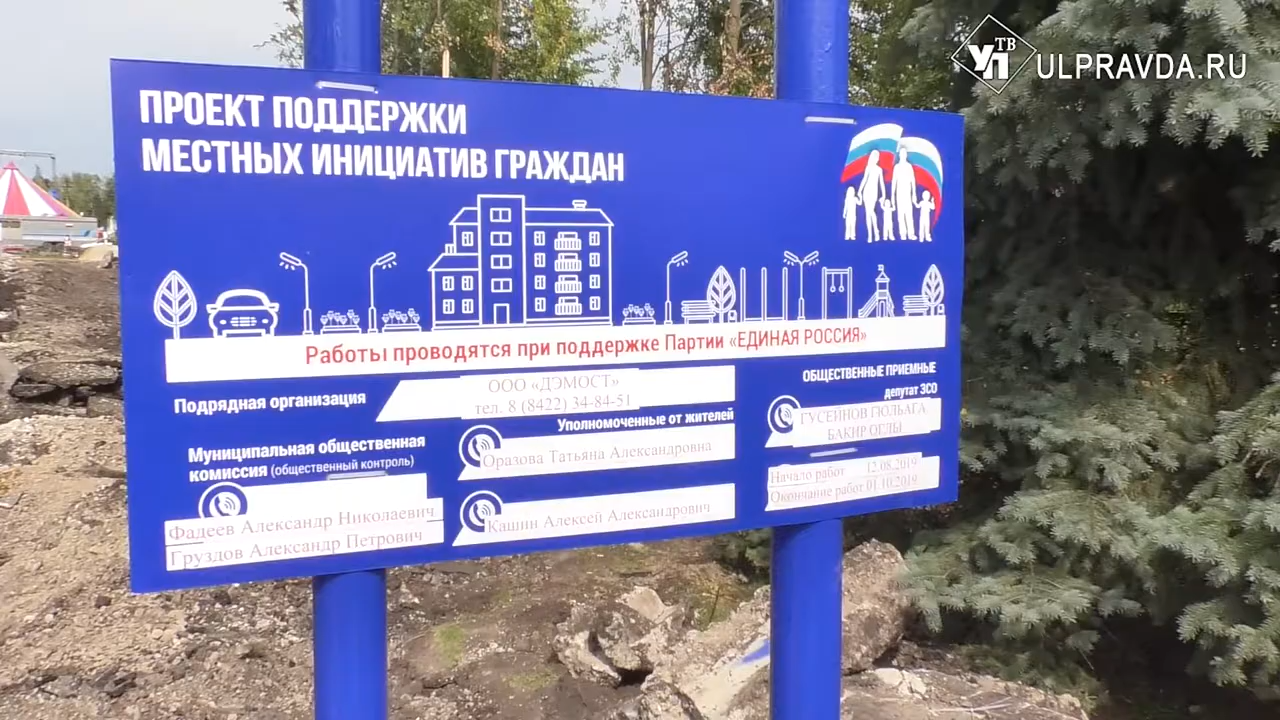 УП ТВ ULPRAVDA.RU
ПРОЕКТ ПОДДЕРЖКИ
МЕСТНЫХ ИНИЦИАТИВ ГРАЖДАН
Работы проводятся при поддержке Партии «ЕДИНАЯ РОССИЯ»
Подрядная организация
ООО «ДЭМОСТ»
тел. 8 (8422) 34-84-51
Муниципальная общественная
комиссия (общественный контроль)
Фадеев Александр Николаевич
Груздов Александр Петрович
Уполномоченные от жителей
Оразова Татьяна Александровна
Кашин Алексей Александрович
ОБЩЕСТВЕННЫЕ ПРИЕМНЫЕ
депутат ЗСО
ГУСЕЙНОВ ГЮЛЬАГА
БАКИР ОГЛЫ
Начало работ 12.08.2019
Окончание работ 01.10.2019